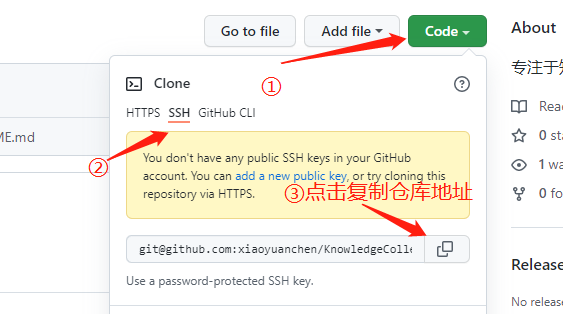 Go to file
Add file
Code
About
①
专注于
Clone
HTTPS SSH GitHub CLI
ME.md
②
You don't have any public SSH keys in your GitHub
account. You can add a new public key, or try cloning this
repository via HTTPS.
③点击复制仓库地址
git@github.com:xiaoyuanchen/KnowledgeColle
Use a password-protected SSH key.
Rea
0 sta
1 wa
0 for
Release
No release